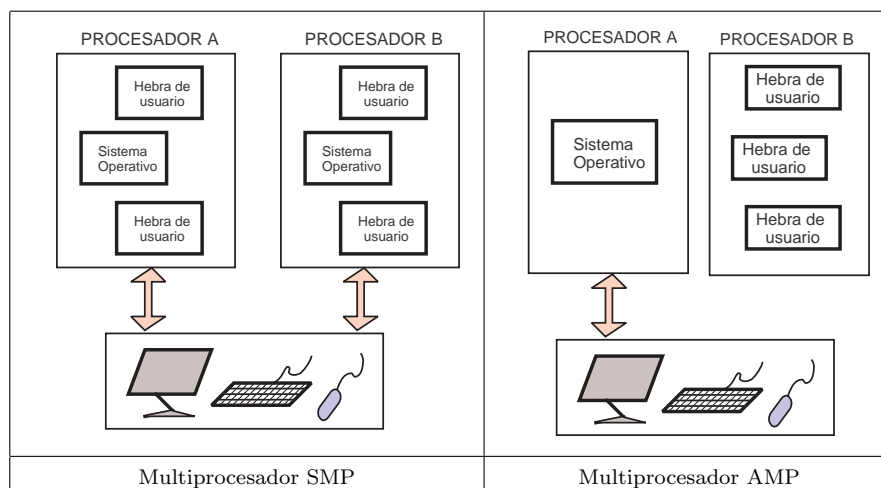 PROCESADOR A
Hebra de
usuario
Sistema
Operativo
Hebra de
usuario
PROCESADOR B
Hebra de
usuario
Sistema
Operativo
Hebra de
usuario
PROCESADOR A
Sistema
Operativo
PROCESADOR B
Hebra de
usuario
Hebra de
usuario
Hebra de
usuario
Multiprocesador SMP
Multiprocesador AMP